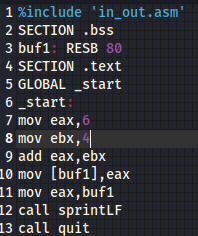 1 %include 'in_out.asm'
2 SECTION .bss
3 buf1: RESB 80
4 SECTION .text
5 GLOBAL _start
6 _start:
7 mov eax,6
8 mov ebx,4
9 add eax,ebx
10 mov [buf1],eax
11 mov eax,buf1
12 call sprintLF
13 call quit